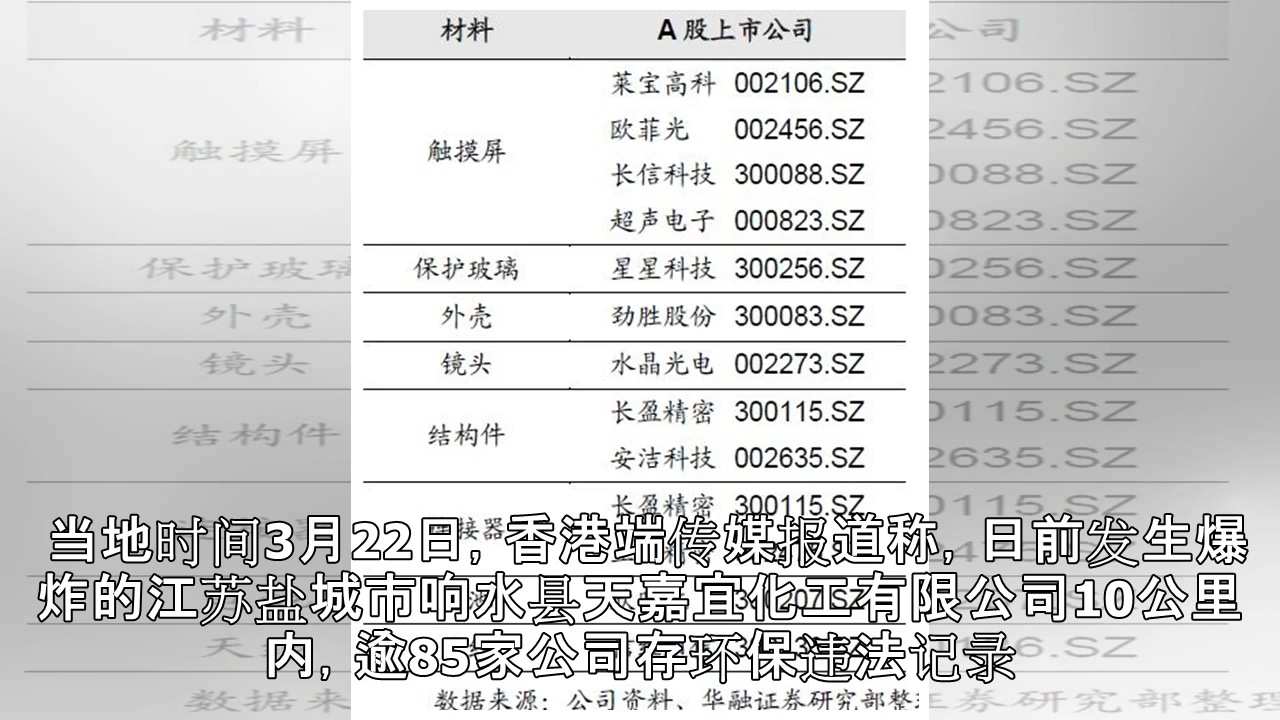 材料 A 股上市公司
莱宝高科 002106.SZ
欧菲光 002456.SZ
触摸屏
长信科技 300088.SZ
超声电子 000823.SZ
保护玻璃 星星科技 300256.SZ
外壳 劲胜股份 300083.SZ
镜头 水晶光电 002273.SZ
长盈精密 300115.SZ
结构件
安洁科技 002635.SZ
长盈精密 300115.SZ
接器
当地时间3月22日, 香港端传媒报道称, 日前发生爆
炸的江苏盐城市响水县天嘉宜化工有限公司10公里
内, 逾85家公司存环保违法记录
数据来源：公司资料、华融证券研究部整理